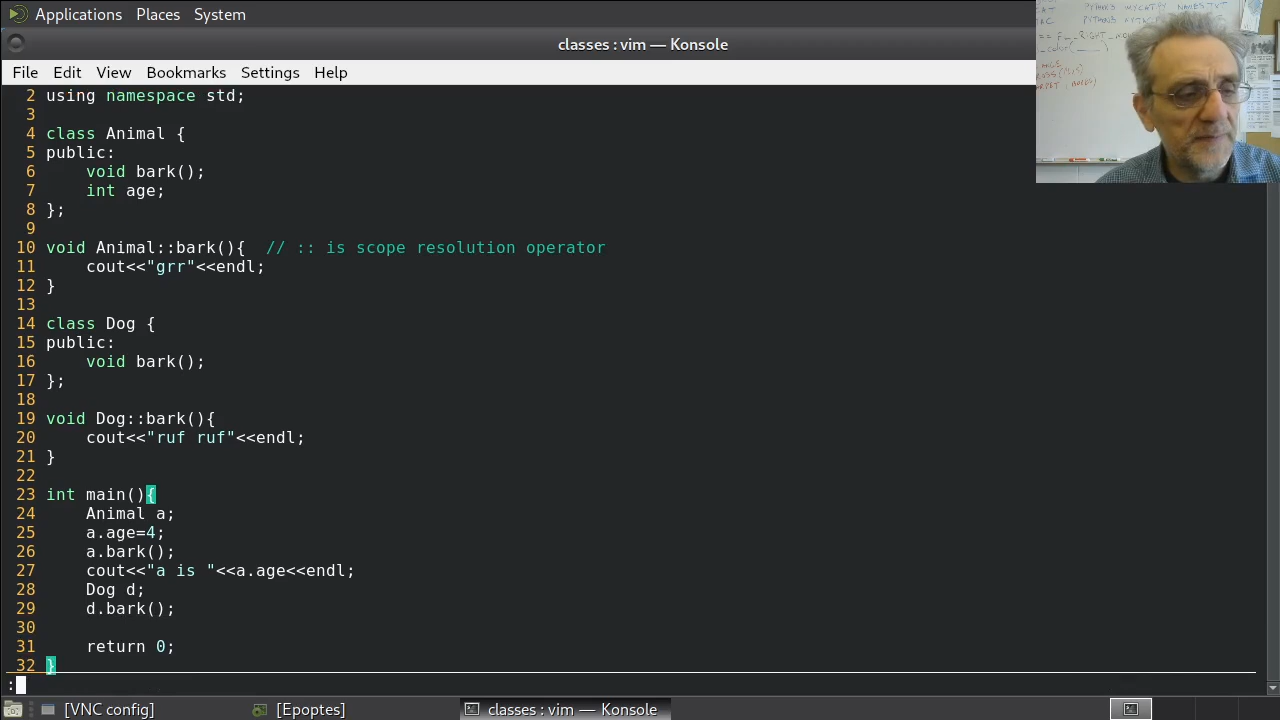 Applications Places System
classes : vim — Konsole
File Edit View Bookmarks Settings Help
2 using namespace std;
3
4 class Animal {
5 public:
6     void bark();
7     int age;
8 };
9
10 void Animal::bark(){  // :: is scope resolution operator
11     cout<<"grr"<<endl;
12 }
13
14 class Dog {
15 public:
16     void bark();
17 };
18
19 void Dog::bark(){
20     cout<<"ruf ruf"<<endl;
21 }
22
23 int main(){
24     Animal a;
25     a.age=4;
26     a.bark();
27     cout<<"a is "<<a.age<<endl;
28     Dog d;
29     d.bark();
30
31     return 0;
32 }
:
[VNC config] [Epoptes] classes : vim — Konsole